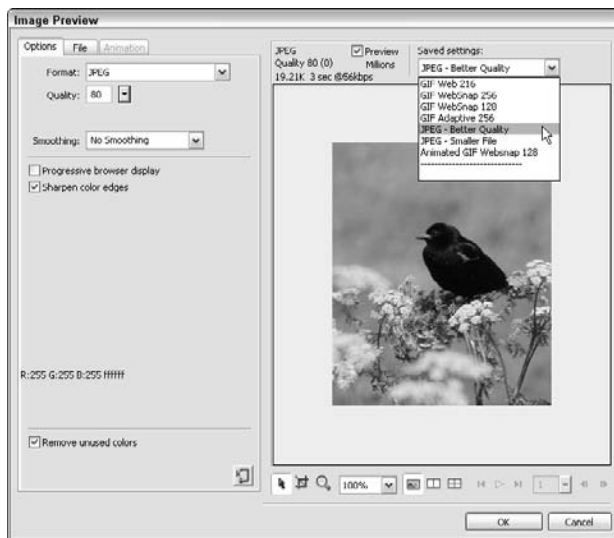 Image Preview
Options File Animation
Format: JPEG
Quality: 80
Smoothing: No Smoothing
Progressive browser display
Sharpen color edges
R:255 G:255 B:255 ffffff
Remove unused colors
JPEG Preview
Quality 80 (0) Millions
19.21K 3 sec @56kbps
Saved settings:
JPEG - Better Quality
GIF Web 216
GIF WebSnap 256
GIF WebSnap 128
GIF Adaptive 256
JPEG - Better Quality
JPEG - Smaller File
Animated GIF Websnap 128
----------------------------
100% 1
OK Cancel